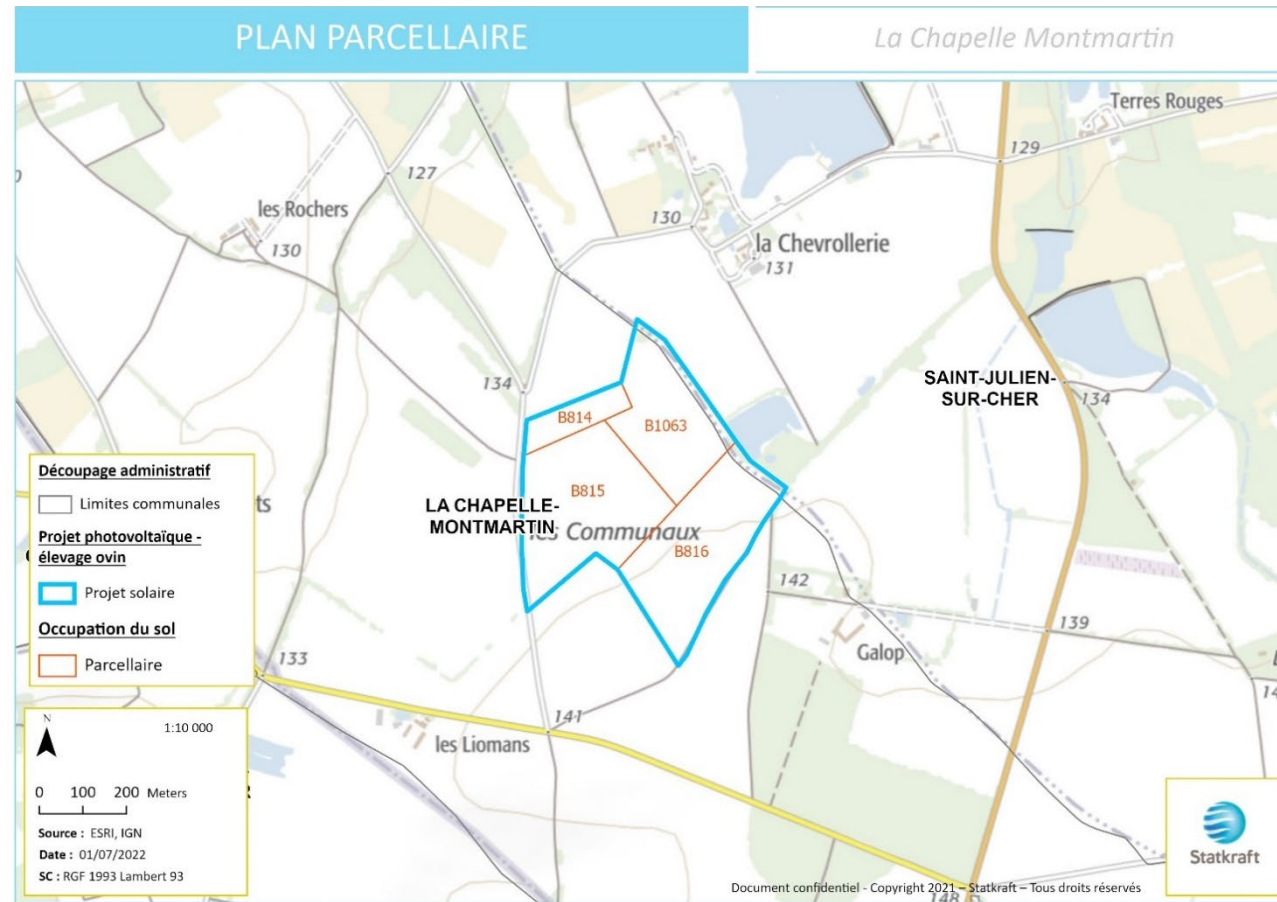 PLAN PARCELLAIRE
La Chapelle Montmartin
Terres Rouges
129
127
les Rochers
130
130
la Chevrollerie
131
134
SAINT-JULIEN-
SUR-CHER
134
B814
B1063
B815
LA CHAPELLE-
MONTMARTIN
les Communaux
B816
142
139
Galop
133
141
les Liomans
148
Découpage administratif
Limites communales
Projet photovoltaïque -
élevage ovin
Projet solaire
Occupation du sol
Parcellaire
N
1:10 000
0 100 200 Meters
Source : ESRI, IGN
Date : 01/07/2022
SC : RGF 1993 Lambert 93
Statkraft
Document confidentiel - Copyright 2021 – Statkraft – Tous droits réservés